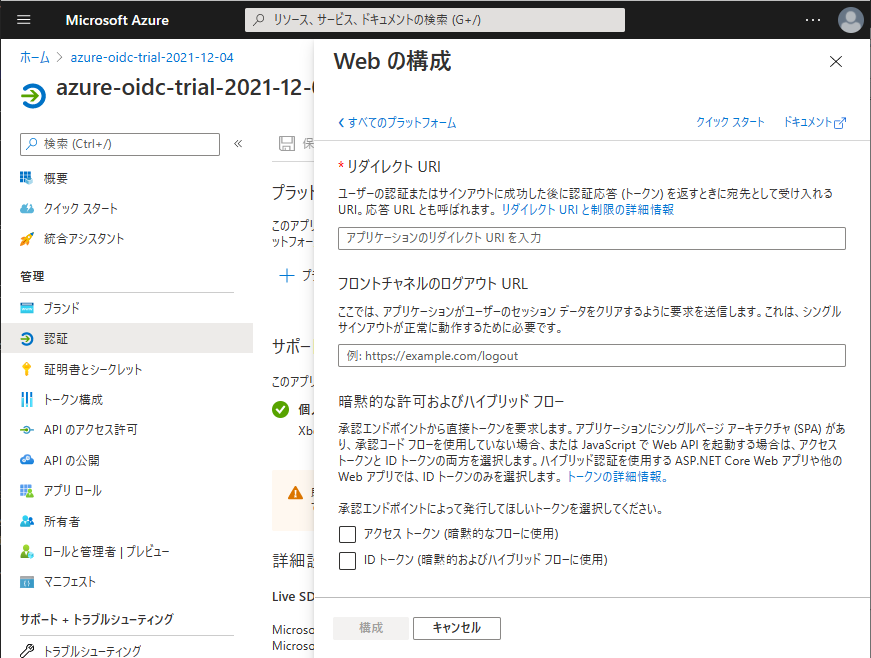 Microsoft Azure
リソース、サービス、ドキュメントの検索 (G+/)
ホーム > azure-oidc-trial-2021-12-04
azure-oidc-trial-2021-12-0
検索 (Ctrl+/)
概要
クイック スタート
統合アシスタント
管理
ブランド
認証
証明書とシークレット
トークン構成
API のアクセス許可
API の公開
アプリ ロール
所有者
ロールと管理者 | プレビュー
マニフェスト
サポート + トラブルシューティング
トラブルシューティング
保
プラット
このアプリ
ットフォー
サポー
このアプ
個人
Xb
詳細設
Live SD
Microso
Microso
Web の構成
すべてのプラットフォーム
クイック スタート
ドキュメント
* リダイレクト URI
ユーザーの認証またはサインアウトに成功した後に認証応答 (トークン) を返すときに宛先として受け入れる
URI。応答 URL とも呼ばれます。 リダイレクト URI と制限の詳細情報
アプリケーションのリダイレクト URI を入力
フロントチャネルのログアウト URL
ここでは、アプリケーションがユーザーのセッション データをクリアするように要求を送信します。これは、シングル
サインアウトが正常に動作するために必要です。
例: https://example.com/logout
暗黙的な許可およびハイブリッド フロー
承認エンドポイントから直接トークンを要求します。アプリケーションにシングルページ アーキテクチャ (SPA) があ
り、承認コード フローを使用していない場合、または JavaScript で Web API を起動する場合は、アクセス
トークンと ID トークンの両方を選択します。ハイブリッド認証を使用する ASP.NET Core Web アプリや他の
Web アプリでは、ID トークンのみを選択します。トークンの詳細情報。
承認エンドポイントによって発行してほしいトークンを選択してください。
アクセス トークン (暗黙的なフローに使用)
ID トークン (暗黙的およびハイブリッド フローに使用)
構成
キャンセル